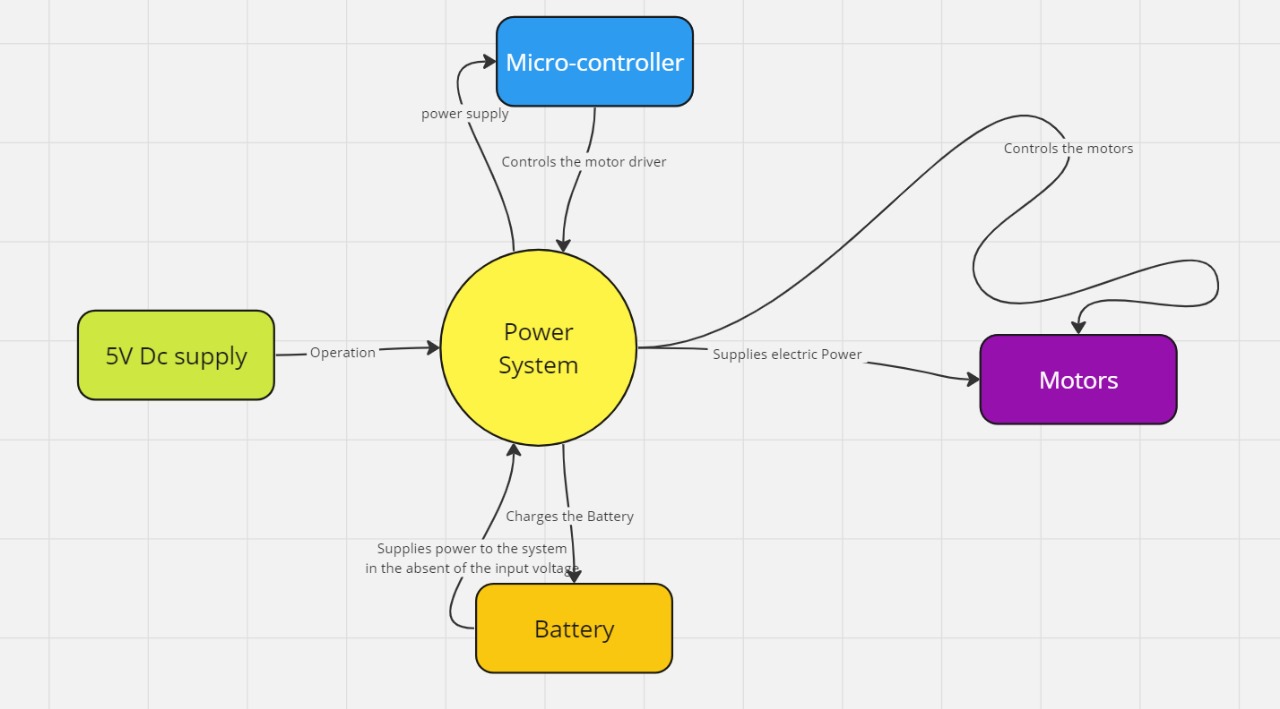 Micro-controller
power supply
Controls the motor driver
Controls the motors
Power
System
5V Dc supply
Operation
Supplies electric Power
Motors
Charges the Battery
Supplies power to the system
in the absent of the input voltage
Battery